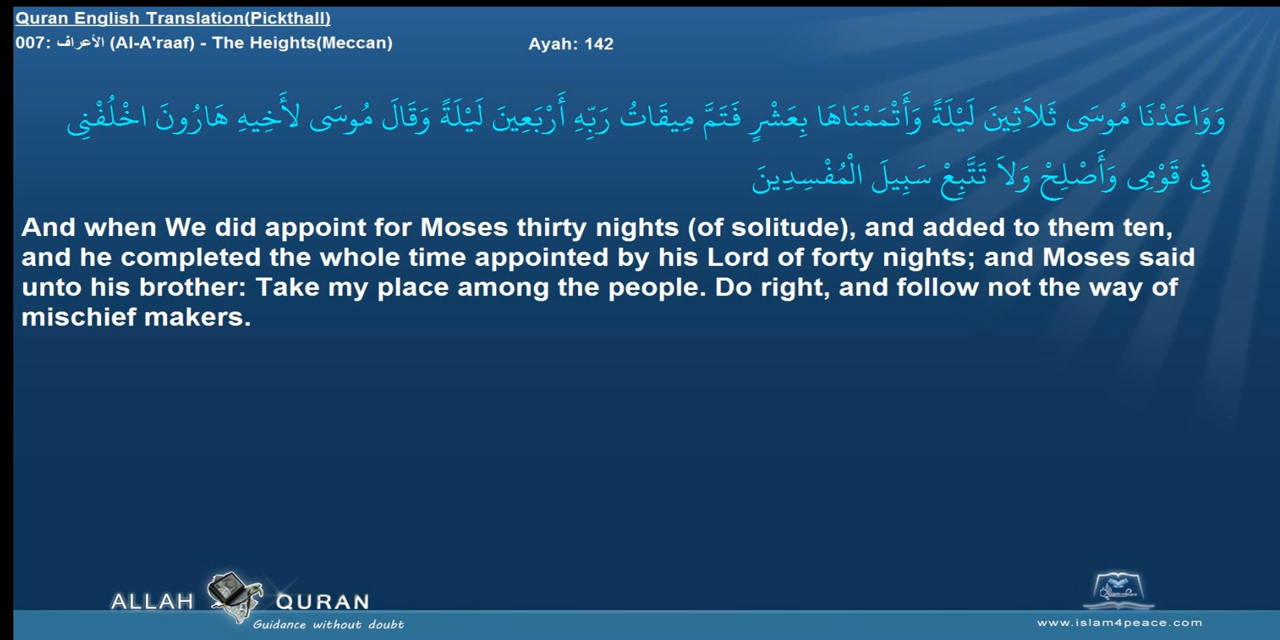 Quran English Translation(Pickthall)
007: الأعراف (Al-A'raaf) - The Heights(Meccan) Ayah: 142
وَوَاعَدْنَا مُوسَى ثَلاَثِينَ لَيْلَةً وَأَتْمَمْنَاهَا بِعَشْرٍ فَتَمَّ مِيقَاتُ رَبِّهِ أَرْبَعِينَ لَيْلَةً وَقَالَ مُوسَى لأَخِيهِ هَارُونَ اخْلُفْنِى
فِى قَوْمِى وَأَصْلِحْ وَلاَ تَتَّبِعْ سَبِيلَ الْمُفْسِدِينَ
And when We did appoint for Moses thirty nights (of solitude), and added to them ten,
and he completed the whole time appointed by his Lord of forty nights; and Moses said
unto his brother: Take my place among the people. Do right, and follow not the way of
mischief makers.
ALLAH QURAN
Guidance without doubt
www.islam4peace.com